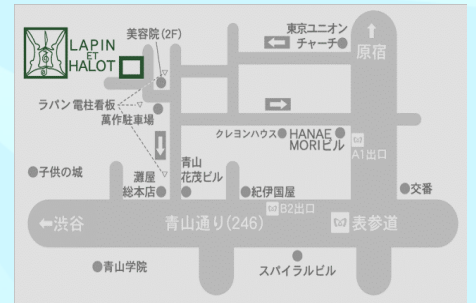 LAPIN
ET
HALOT
美容院(2F)
東京ユニオン
チャーチ
原宿
ラパン電柱看板
萬作駐車場
クレヨンハウス
HANAE
MORIビル
A1出口
子供の城
灘屋
総本店
青山
花茂ビル
紀伊国屋
B2出口
交番
←渋谷
青山通り(246)
表参道
青山学院
スパイラルビル